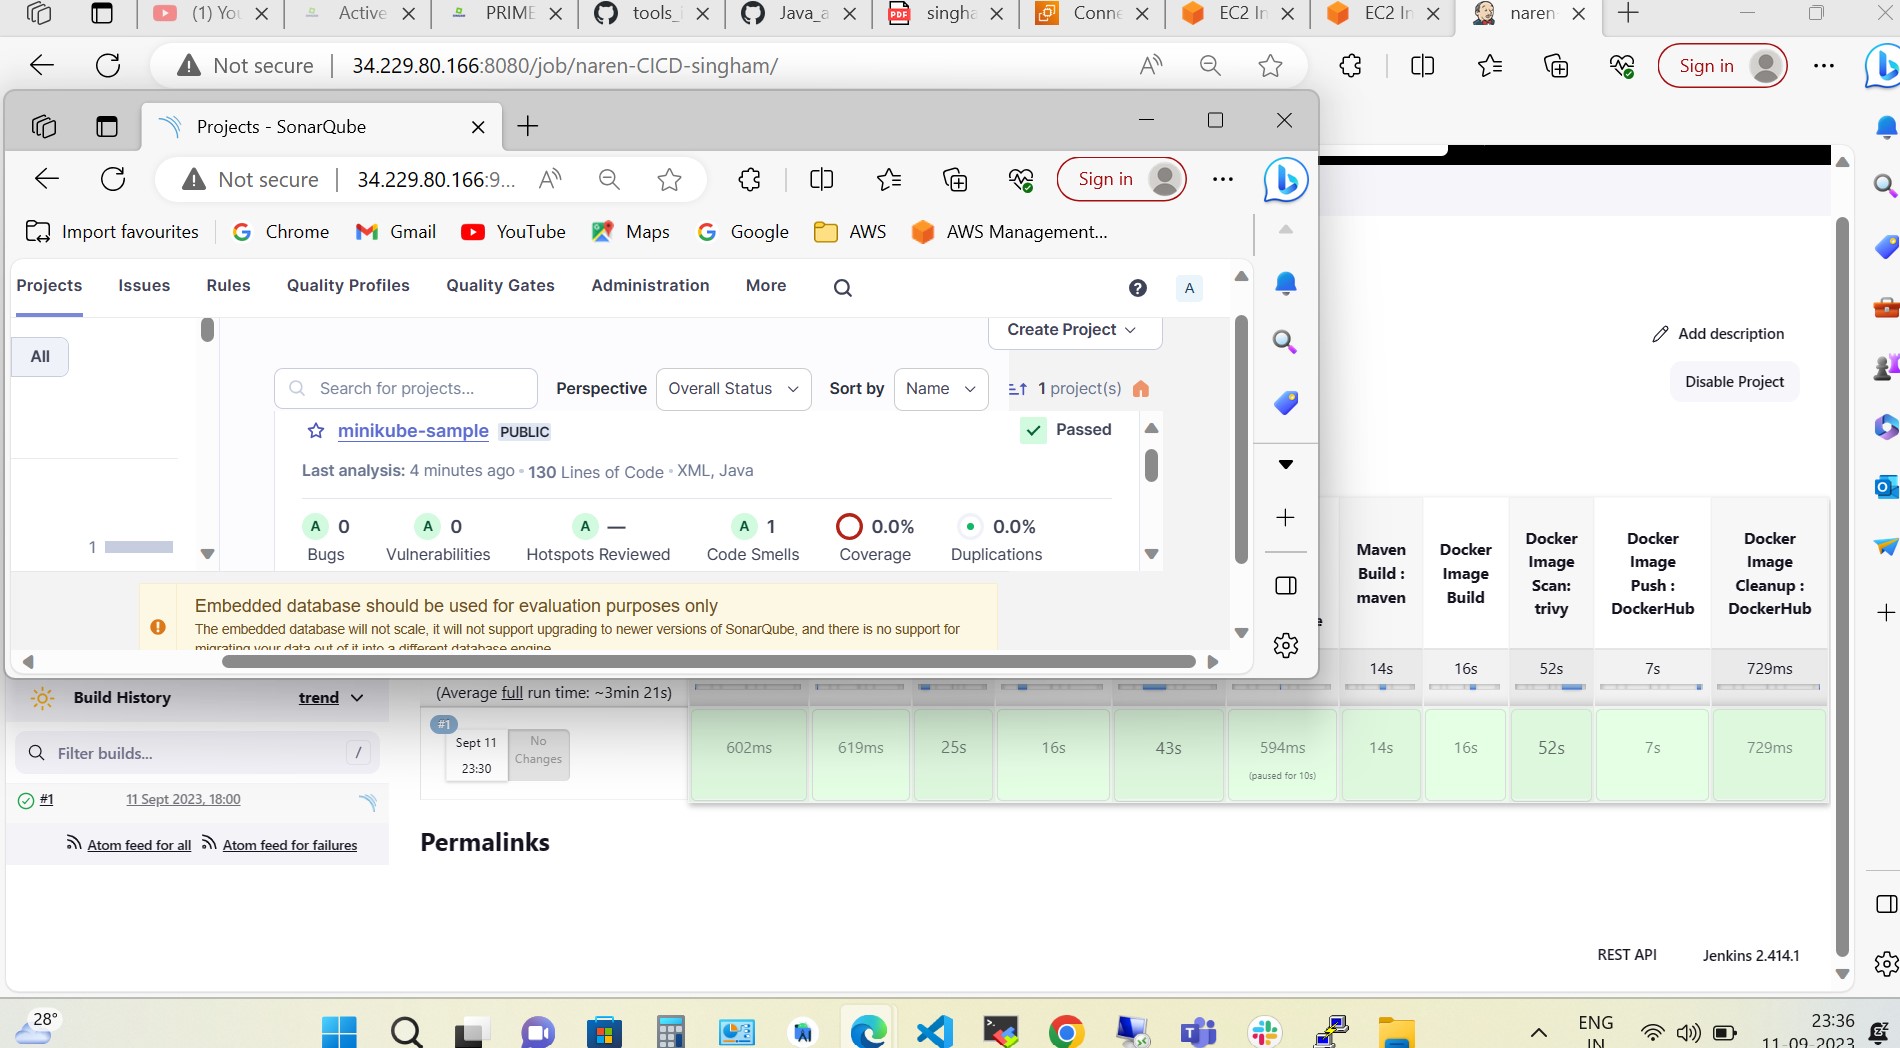 (1) You
Active
PRIME
tools_i
Java_a
singha
Conne
EC2 In
EC2 In
naren-
Not secure
34.229.80.166:8080/job/naren-CICD-singham/
Sign in
Projects - SonarQube
Not secure
34.229.80.166:9...
Sign in
Import favourites
Chrome
Gmail
YouTube
Maps
Google
AWS
AWS Management...
Projects
Issues
Rules
Quality Profiles
Quality Gates
Administration
More
A
Create Project
All
Search for projects...
Perspective
Overall Status
Sort by
Name
1 project(s)
minikube-sample
PUBLIC
Passed
Last analysis: 4 minutes ago • 130 Lines of Code • XML, Java
A 0
A 0
A —
A 1
0.0%
0.0%
Bugs
Vulnerabilities
Hotspots Reviewed
Code Smells
Coverage
Duplications
1
Embedded database should be used for evaluation purposes only
The embedded database will not scale, it will not support upgrading to newer versions of SonarQube, and there is no support for
migrating your data out of it into a different database engine.
Add description
Disable Project
Maven
Build :
maven
Docker
Image
Build
Docker
Image
Scan:
trivy
Docker
Image
Push :
DockerHub
Docker
Image
Cleanup :
DockerHub
14s
16s
52s
7s
729ms
Build History
trend
Filter builds...
/
#1
11 Sept 2023, 18:00
Atom feed for all
Atom feed for failures
(Average full run time: ~3min 21s)
#1
Sept 11
23:30
No
Changes
602ms
619ms
25s
16s
43s
594ms
(paused for 10s)
14s
16s
52s
7s
729ms
Permalinks
REST API
Jenkins 2.414.1
28°
ENG
IN
23:36
11-09-2023